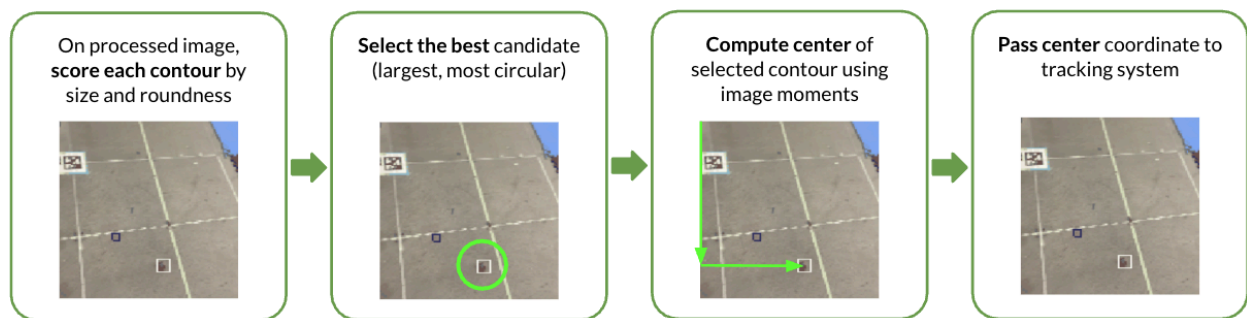 On processed image,
score each contour by
size and roundness
Select the best candidate
(largest, most circular)
Compute center of
selected contour using
image moments
Pass center coordinate to
tracking system